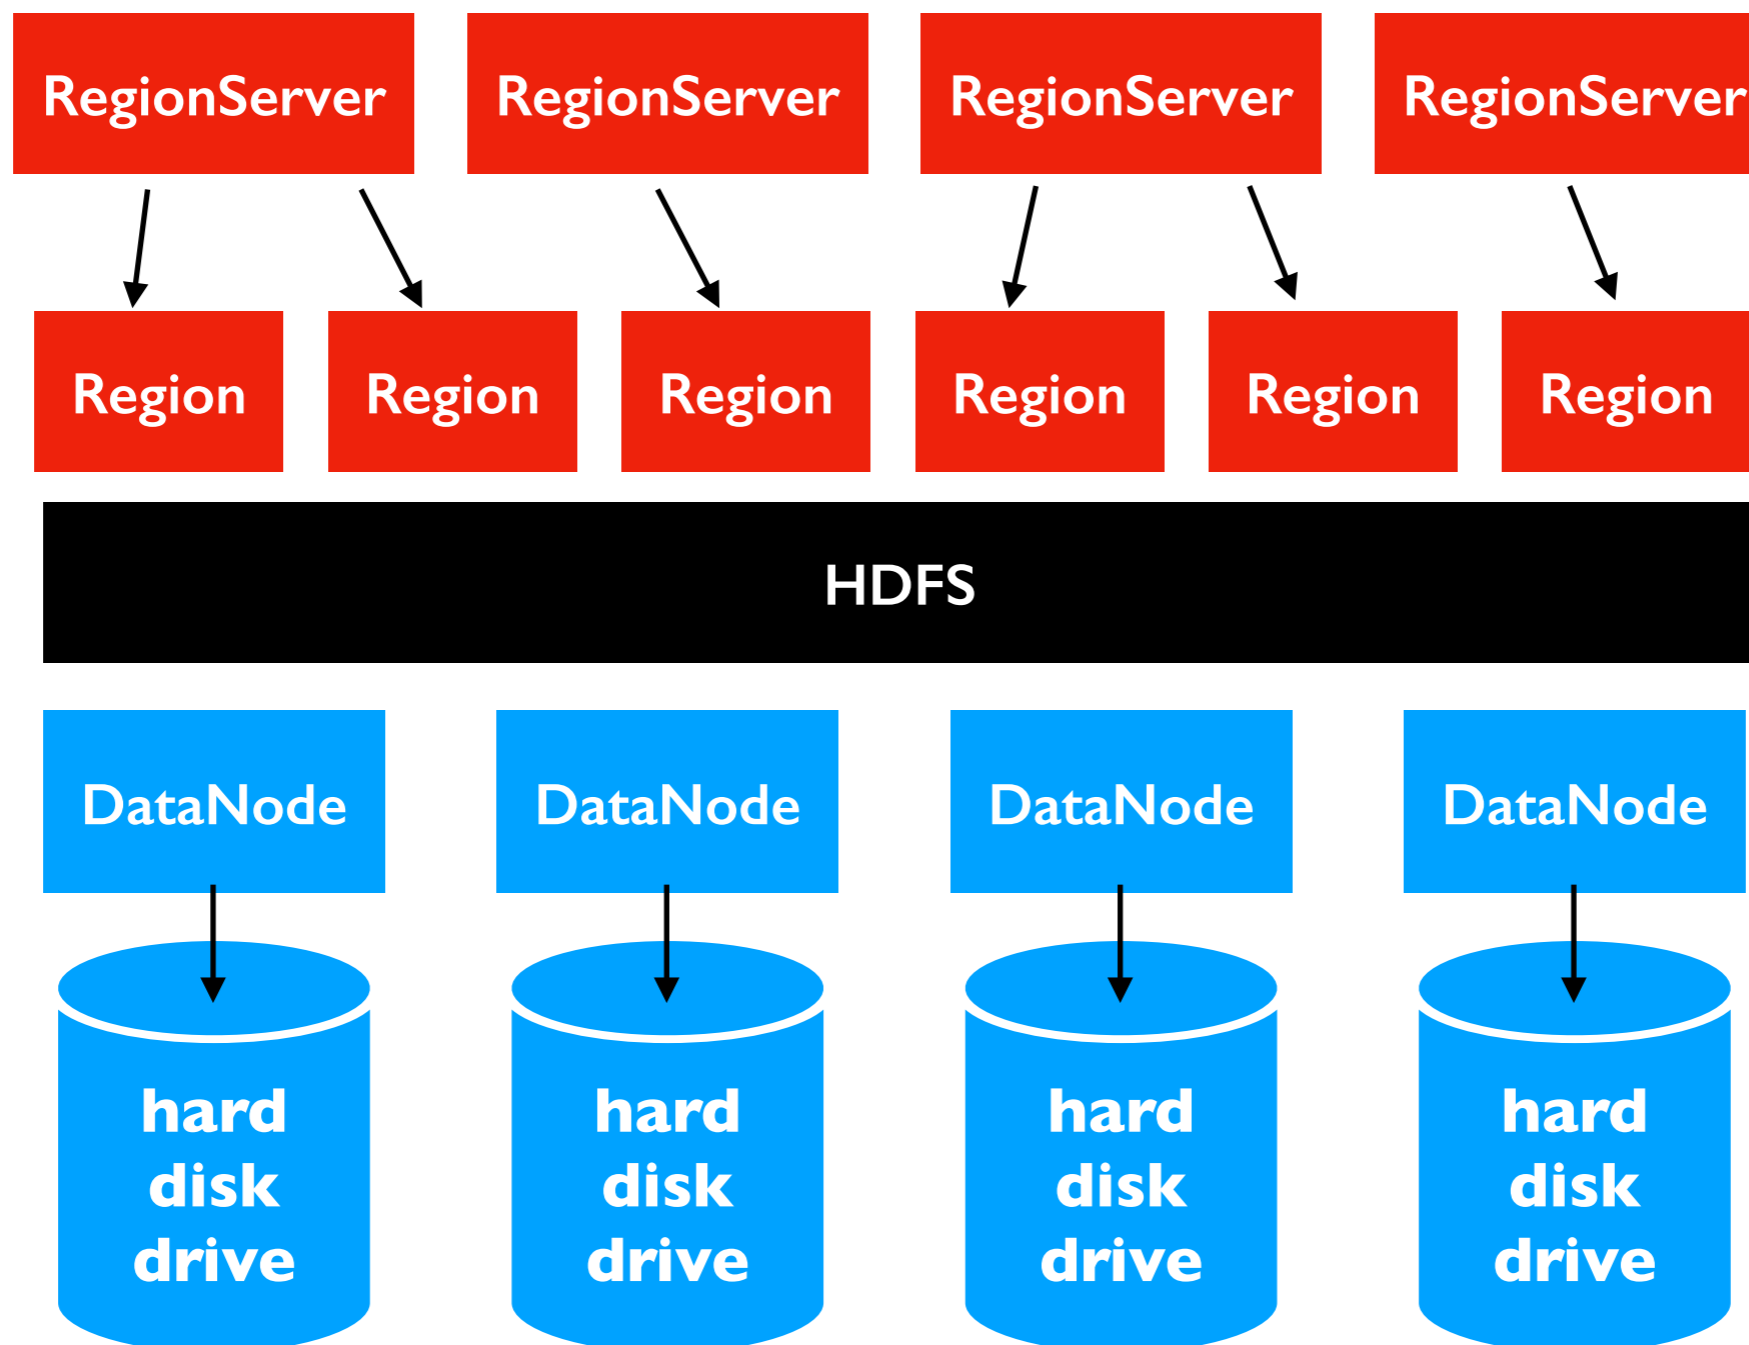 RegionServer RegionServer RegionServer RegionServer
Region Region Region Region Region Region
HDFS
DataNode DataNode DataNode DataNode
hard hard hard hard
disk disk disk disk
drive drive drive drive